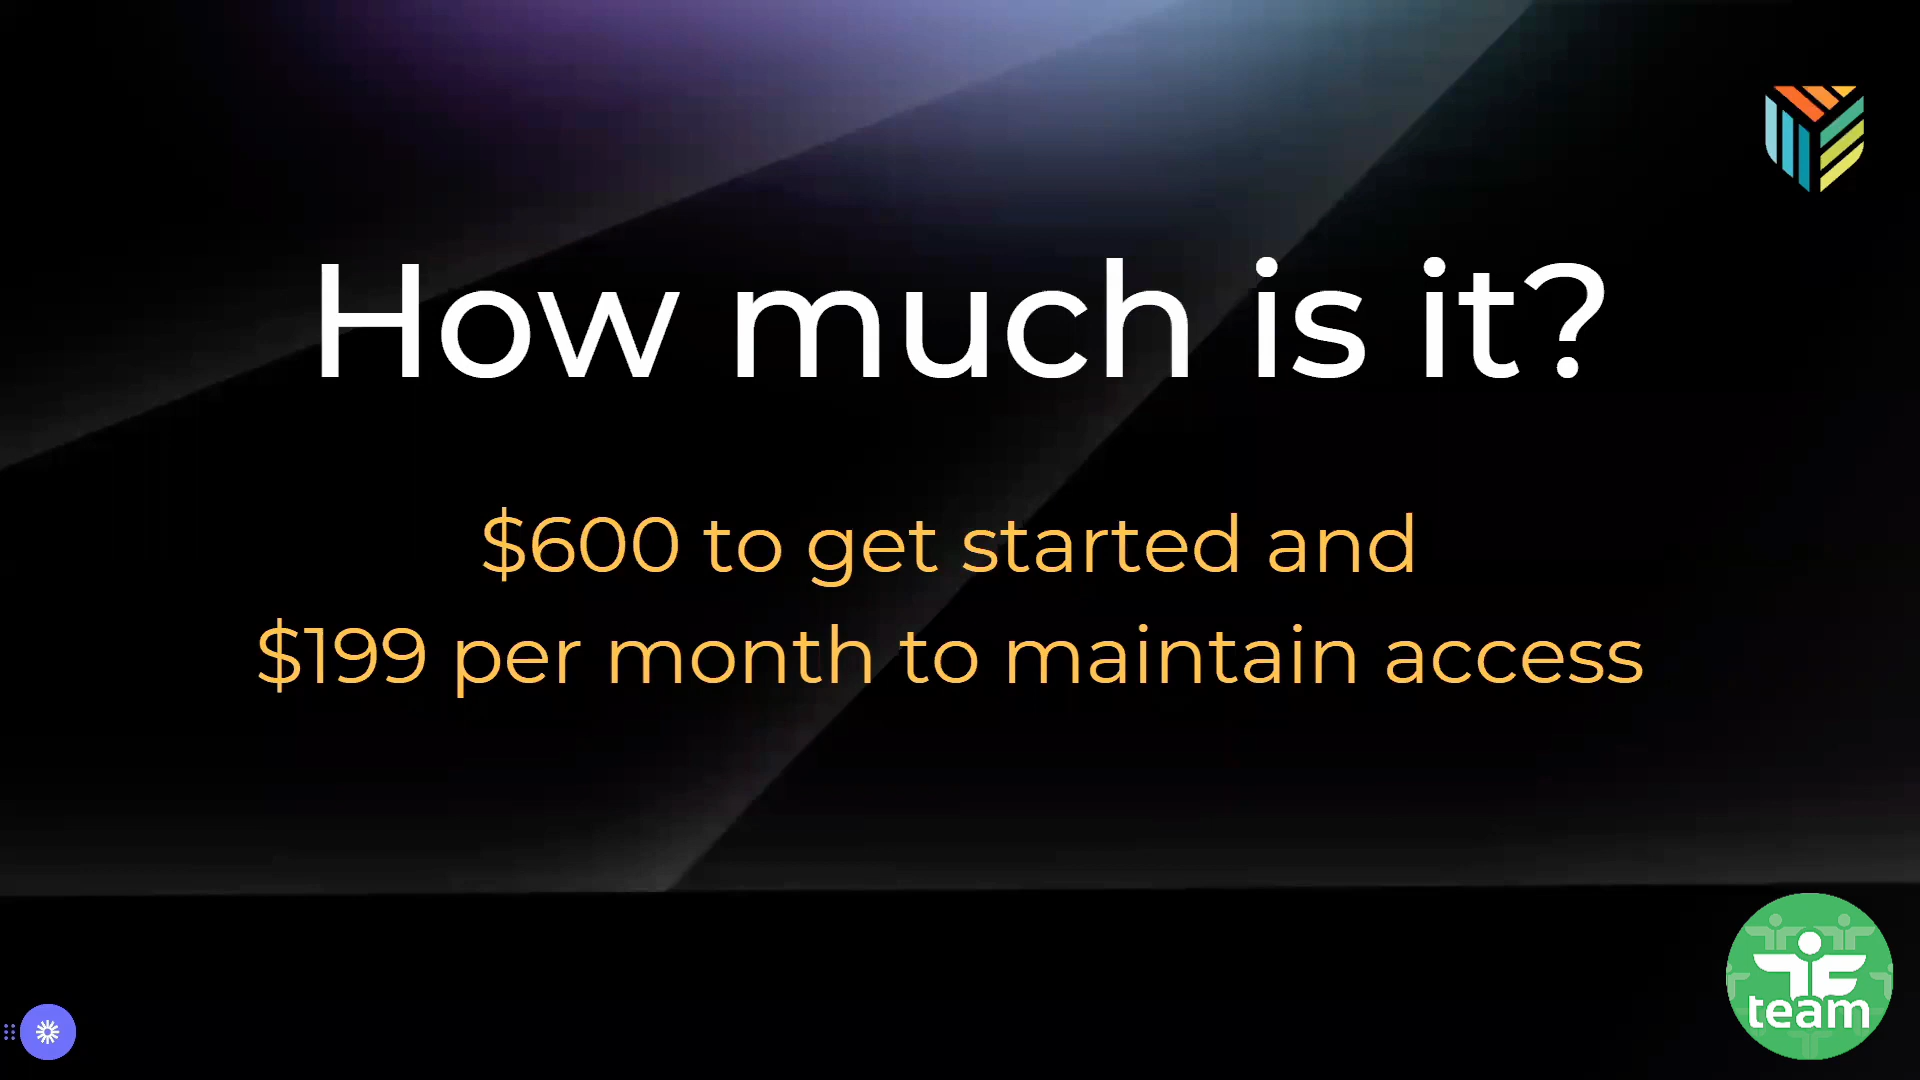 How much is it?
$600 to get started and
$199 per month to maintain access
team